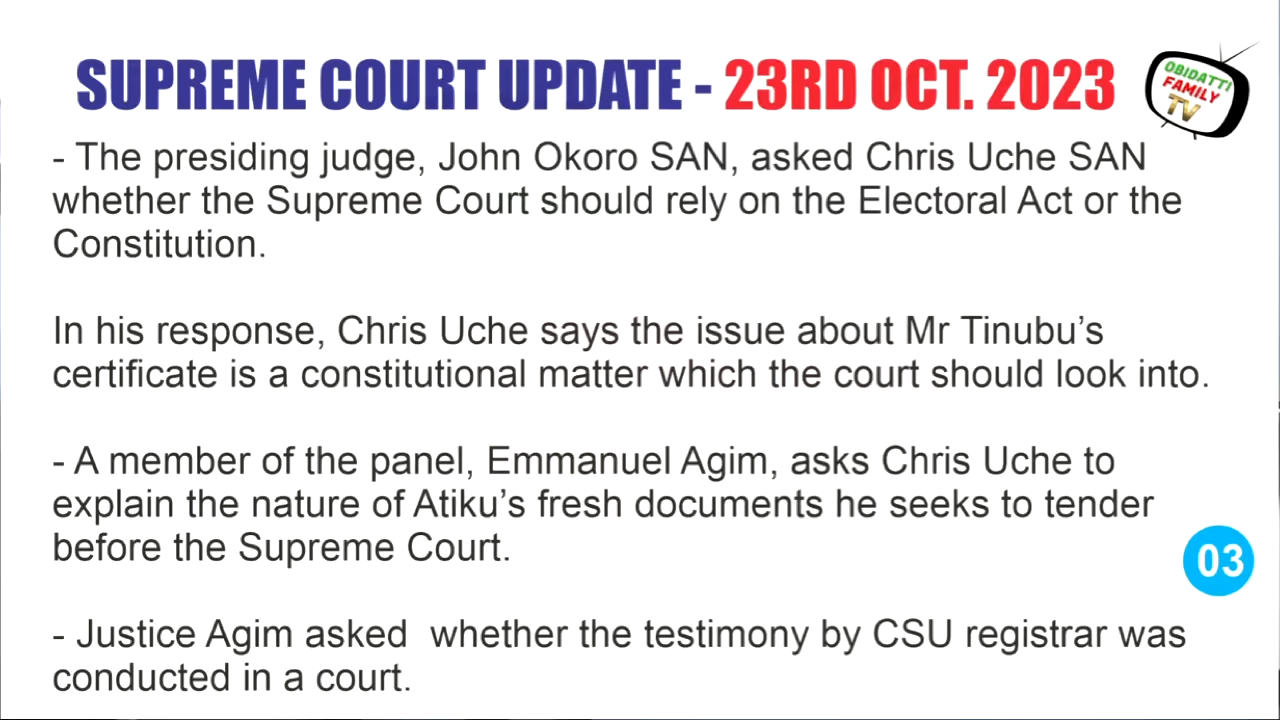 SUPREME COURT UPDATE - 23RD OCT. 2023
OBIDATTI
FAMILY
TV
- The presiding judge, John Okoro SAN, asked Chris Uche SAN
whether the Supreme Court should rely on the Electoral Act or the
Constitution.
In his response, Chris Uche says the issue about Mr Tinubu’s
certificate is a constitutional matter which the court should look into.
- A member of the panel, Emmanuel Agim, asks Chris Uche to
explain the nature of Atiku’s fresh documents he seeks to tender
before the Supreme Court.
03
- Justice Agim asked  whether the testimony by CSU registrar was
conducted in a court.